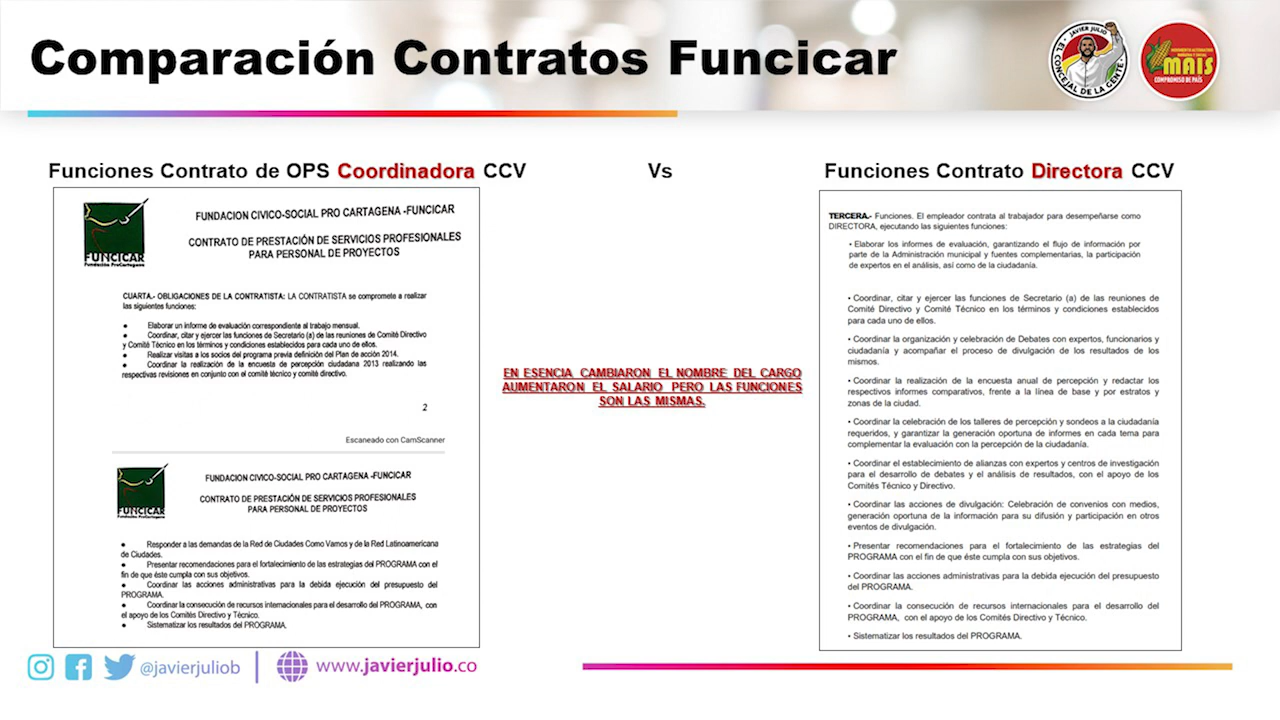 Comparación Contratos Funcicar
JAVIER JULIO
EL CONCEJAL DE LA GENTE
MOVIMIENTO ALTERNATIVO
INDÍGENA Y SOCIAL
MAIS
COMPROMISO DE PAÍS
Funciones Contrato de OPS Coordinadora CCV
Vs
Funciones Contrato Directora CCV
FUNCICAR
Fundación ProCartagena
FUNDACION CIVICO-SOCIAL PRO CARTAGENA -FUNCICAR
CONTRATO DE PRESTACIÓN DE SERVICIOS PROFESIONALES
PARA PERSONAL DE PROYECTOS
CUARTA.- OBLIGACIONES DE LA CONTRATISTA: LA CONTRATISTA se compromete a realizar
las siguientes funciones:
• Elaborar un informe de evaluación correspondiente al trabajo mensual.
• Coordinar, citar y ejercer las funciones de Secretario (a) de las reuniones de Comité Directivo
y Comité Técnico en los términos y condiciones establecidos para cada uno de ellos.
• Realizar visitas a los socios del programa previa definición del Plan de acción 2014.
• Coordinar la realización de la encuesta de percepción ciudadana 2013 realizando las
respectivas revisiones en conjunto con el comité técnico y comité directivo.
2
Escaneado con CamScanner
FUNCICAR
Fundación ProCartagena
FUNDACION CIVICO-SOCIAL PRO CARTAGENA -FUNCICAR
CONTRATO DE PRESTACIÓN DE SERVICIOS PROFESIONALES
PARA PERSONAL DE PROYECTOS
• Responder a las demandas de la Red de Ciudades Como Vamos y de la Red Latinoamericana
de Ciudades.
• Presentar recomendaciones para el fortalecimiento de las estrategias del PROGRAMA con el
fin de que éste cumpla con sus objetivos.
• Coordinar las acciones administrativas para la debida ejecución del presupuesto del
PROGRAMA.
• Coordinar la consecución de recursos internacionales para el desarrollo del PROGRAMA, con
el apoyo de los Comités Directivo y Técnico.
• Sistematizar los resultados del PROGRAMA.
EN ESENCIA CAMBIARON EL NOMBRE DEL CARGO
AUMENTARON EL SALARIO PERO LAS FUNCIONES
SON LAS MISMAS.
TERCERA.- Funciones. El empleador contrata al trabajador para desempeñarse como
DIRECTORA, ejecutando las siguientes funciones:
• Elaborar los informes de evaluación, garantizando el flujo de información por
parte de la Administración municipal y fuentes complementarias, la participación
de expertos en el análisis, así como de la ciudadanía.
• Coordinar, citar y ejercer las funciones de Secretario (a) de las reuniones de
Comité Directivo y Comité Técnico en los términos y condiciones establecidos
para cada uno de ellos.
• Coordinar la organización y celebración de Debates con expertos, funcionarios y
ciudadanía y acompañar el proceso de divulgación de los resultados de los
mismos.
• Coordinar la realización de la encuesta anual de percepción y redactar los
respectivos informes comparativos, frente a la línea de base y por estratos y
zonas de la ciudad.
• Coordinar la celebración de los talleres de percepción y sondeos a la ciudadanía
requeridos, y garantizar la generación oportuna de informes en cada tema para
complementar la evaluación con la percepción de la ciudadanía.
• Coordinar el establecimiento de alianzas con expertos y centros de investigación
para el desarrollo de debates y el análisis de resultados, con el apoyo de los
Comités Técnico y Directivo.
• Coordinar las acciones de divulgación: Celebración de convenios con medios,
generación oportuna de la información para su difusión y participación en otros
eventos de divulgación.
• Presentar recomendaciones para el fortalecimiento de las estrategias del
PROGRAMA con el fin de que éste cumpla con sus objetivos.
• Coordinar las acciones administrativas para la debida ejecución del presupuesto
del PROGRAMA.
• Coordinar la consecución de recursos internacionales para el desarrollo del
PROGRAMA, con el apoyo de los Comités Directivo y Técnico.
• Sistematizar los resultados del PROGRAMA.
@javierjuliob
www.javierjulio.co